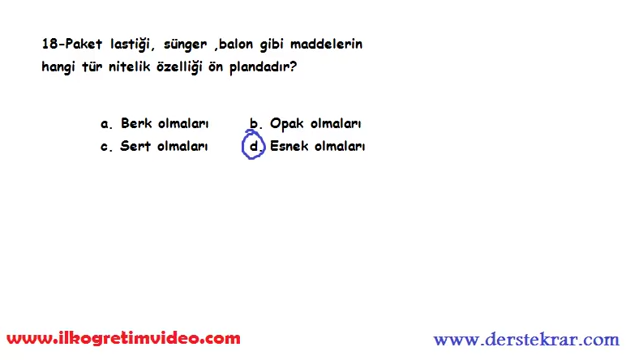 18-Paket lastiği, sünger ,balon gibi maddelerin
hangi tür nitelik özelliği ön plandadır?
a. Berk olmaları b. Opak olmaları
c. Sert olmaları d. Esnek olmaları
www.ilkogretimvideo.com www.derstekrar.com